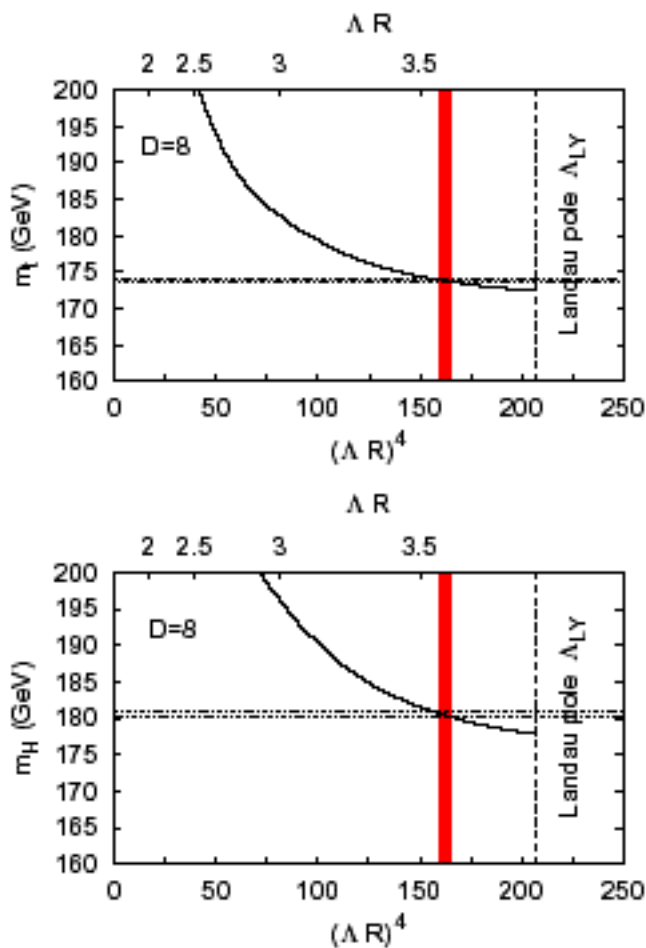 Λ R
2 2.5 3 3.5
200
195
190
185
180
175
170
165
160
m_t (GeV)
D=8
Landau pole Λ_LY
0 50 100 150 200 250
(Λ R)^4
Λ R
2 2.5 3 3.5
200
195
190
185
180
175
170
165
160
m_H (GeV)
D=8
Landau pole Λ_LY
0 50 100 150 200 250
(Λ R)^4